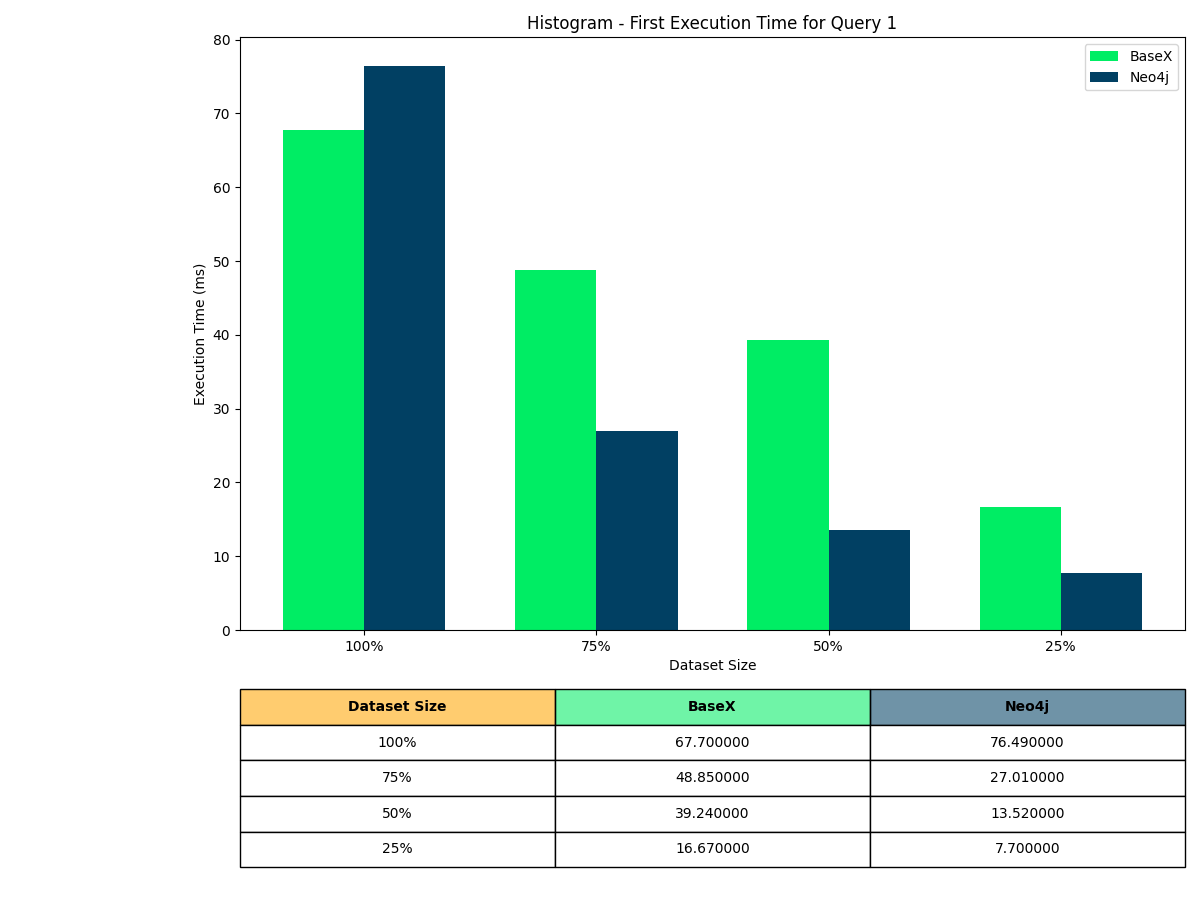 Histogram - First Execution Time for Query 1
BaseX
Neo4j
Execution Time (ms)
80
70
60
50
40
30
20
10
0
100% 75% 50% 25%
Dataset Size
Dataset Size BaseX Neo4j
100% 67.700000 76.490000
75% 48.850000 27.010000
50% 39.240000 13.520000
25% 16.670000 7.700000